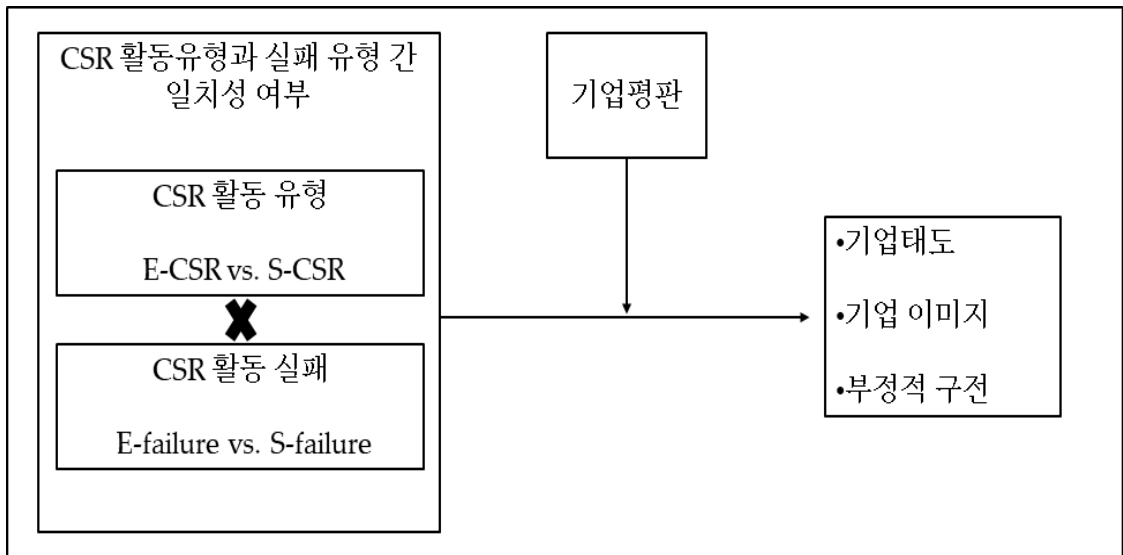 CSR 활동유형과 실패 유형 간
일치성 여부
CSR 활동 유형
E-CSR vs. S-CSR
CSR 활동 실패
E-failure vs. S-failure
기업평판
•기업태도
•기업 이미지
•부정적 구전